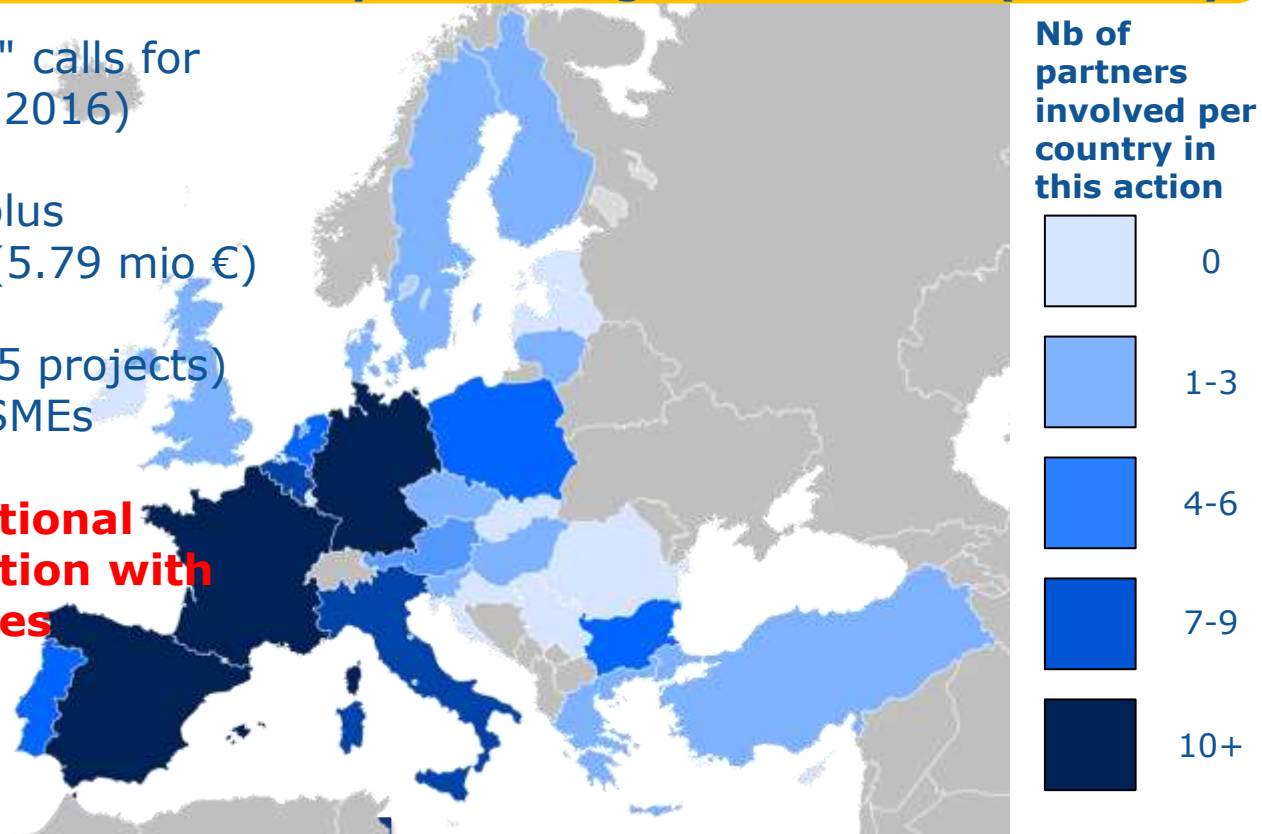 " calls for
2016)
plus
(5.79 mio €)
5 projects)
SMEs
tional
tion with
es
Nb of
partners
involved per
country in
this action
0
1-3
4-6
7-9
10+